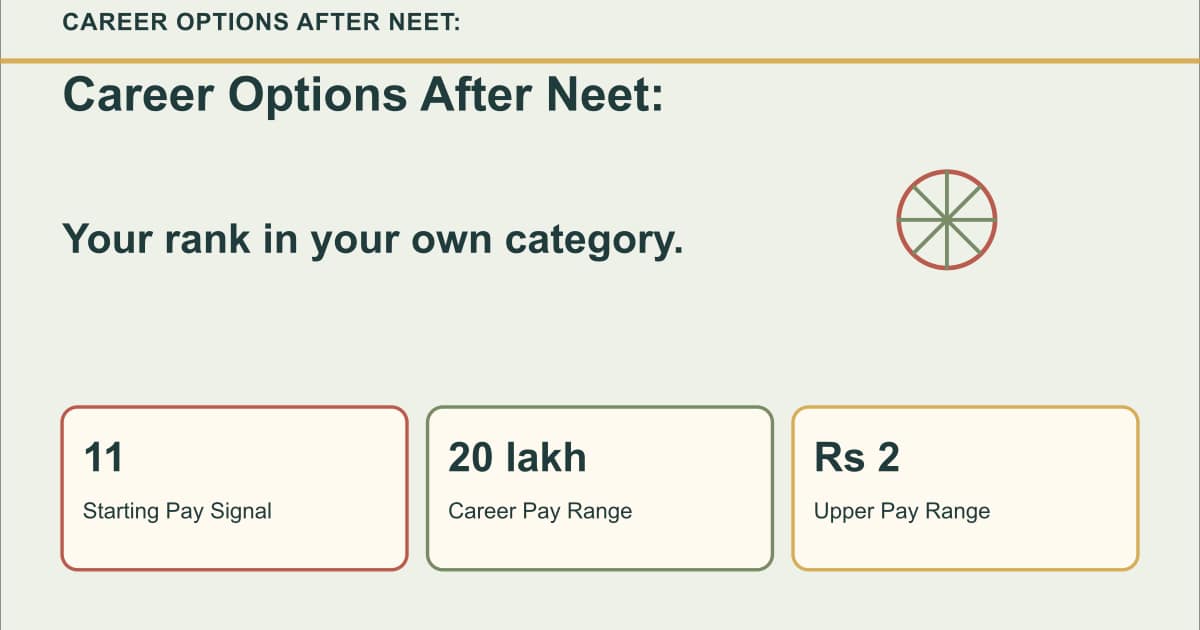 CAREER OPTIONS AFTER NEET:
Career Options After Neet:
Your rank in your own category.
11
Starting Pay Signal
20 lakh
Career Pay Range
Rs 2
Upper Pay Range